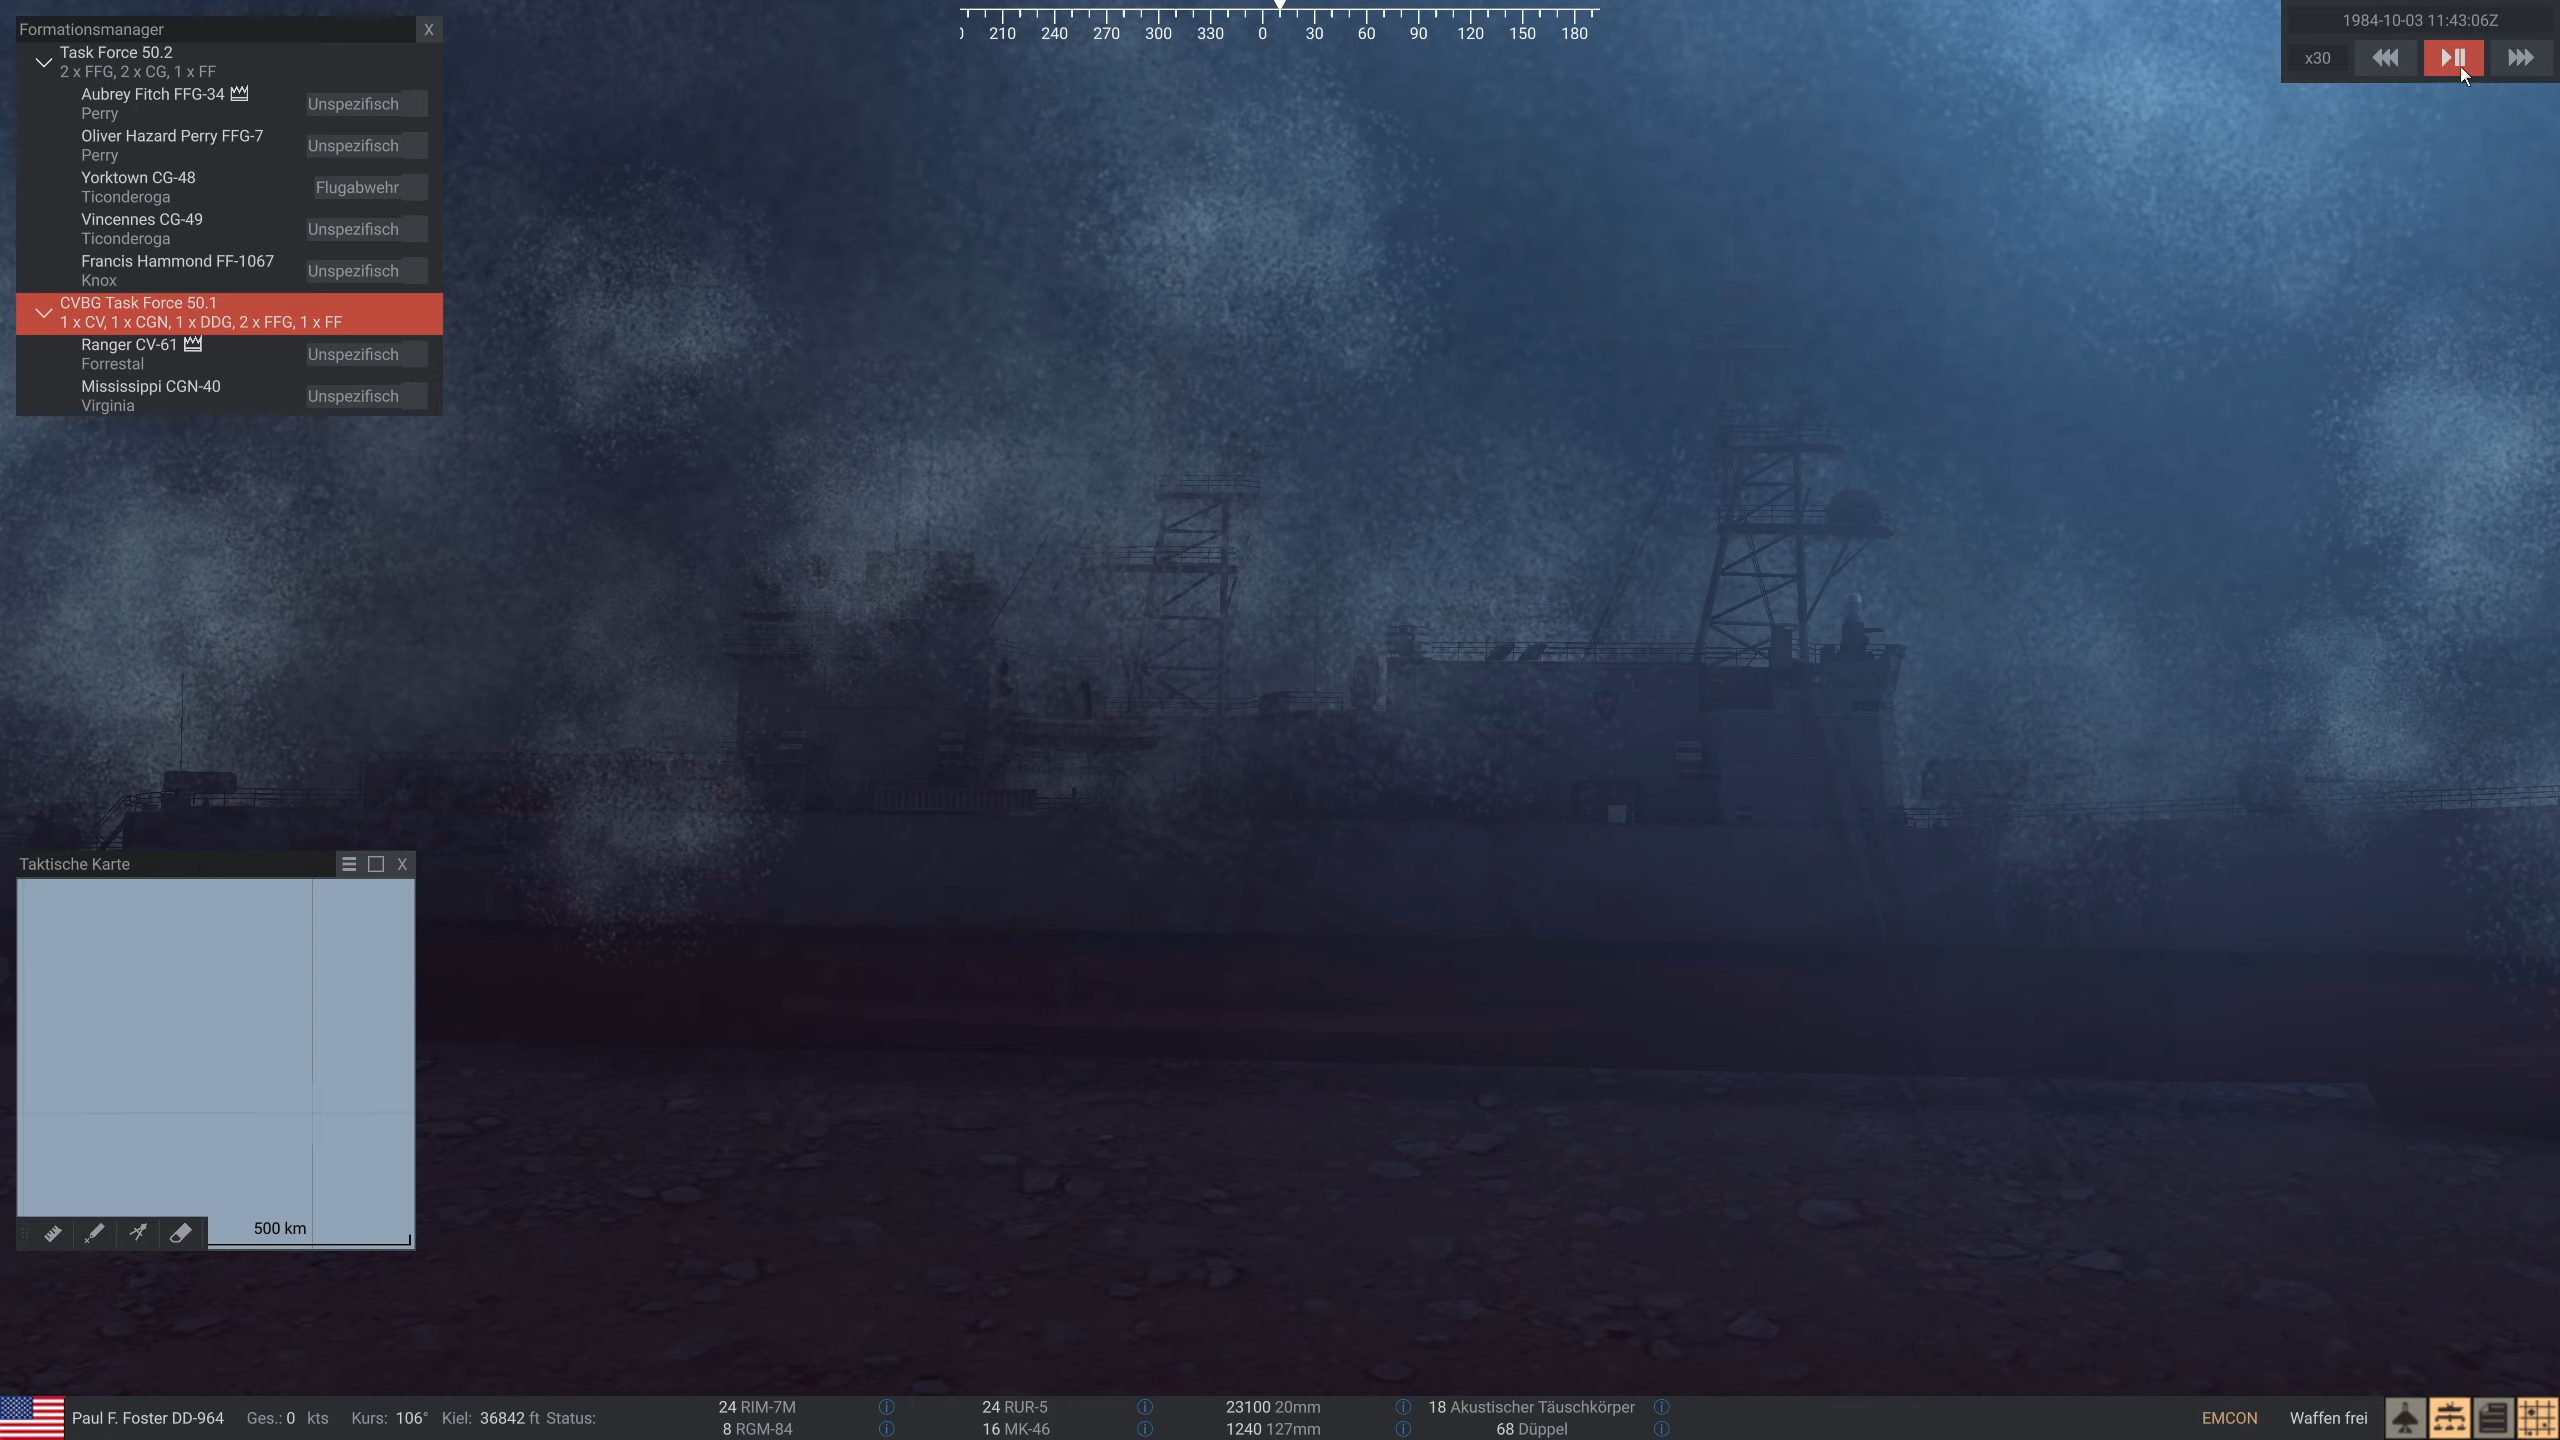 Formationsmanager X
Task Force 50.2
2 x FFG, 2 x CG, 1 x FF
Aubrey Fitch FFG-34
Perry
Unspezifisch
Oliver Hazard Perry FFG-7
Perry
Unspezifisch
Yorktown CG-48
Ticonderoga
Flugabwehr
Vincennes CG-49
Ticonderoga
Unspezifisch
Francis Hammond FF-1067
Knox
Unspezifisch
CVBG Task Force 50.1
1 x CV, 1 x CGN, 1 x DDG, 2 x FFG, 1 x FF
Ranger CV-61
Forrestal
Unspezifisch
Mississippi CGN-40
Virginia
Unspezifisch
210 240 270 300 330 0 30 60 90 120 150 180
1984-10-03 11:43:06Z
x30
Taktische Karte X
500 km
Paul F. Foster DD-964 Ges.: 0 kts Kurs: 106° Kiel: 36842 ft Status:
24 RIM-7M
8 RGM-84
24 RUR-5
16 MK-46
23100 20mm
1240 127mm
18 Akustischer Täuschkörper
68 Düppel
EMCON Waffen frei